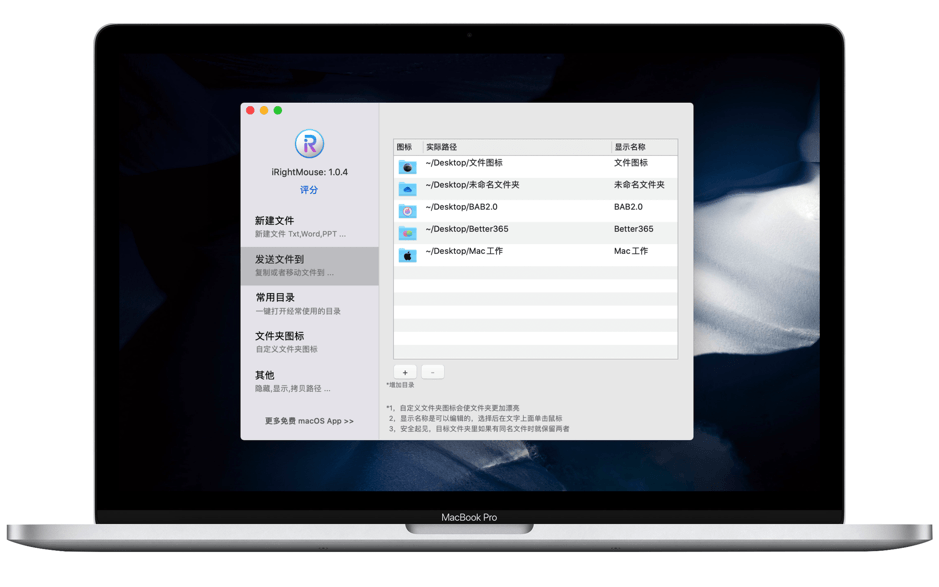 iRightMouse: 1.0.4
评分
新建文件
新建文件 Txt,Word,PPT ...
发送文件到
复制或者移动文件到 ...
常用目录
一键打开经常使用的目录
文件夹图标
自定义文件夹图标
其他
隐藏,显示,拷贝路径 ...
更多免费 macOS App >>
图标 实际路径 显示名称
~/Desktop/文件图标 文件图标
~/Desktop/未命名文件夹 未命名文件夹
~/Desktop/BAB2.0 BAB2.0
~/Desktop/Better365 Better365
~/Desktop/Mac工作 Mac工作
+ -
*增加目录
*1、自定义文件夹图标会使文件夹更加漂亮
2、显示名称是可以编辑的，选择后在文字上面单击鼠标
3、安全起见，目标文件夹里如果有同名文件时就保留两者
MacBook Pro